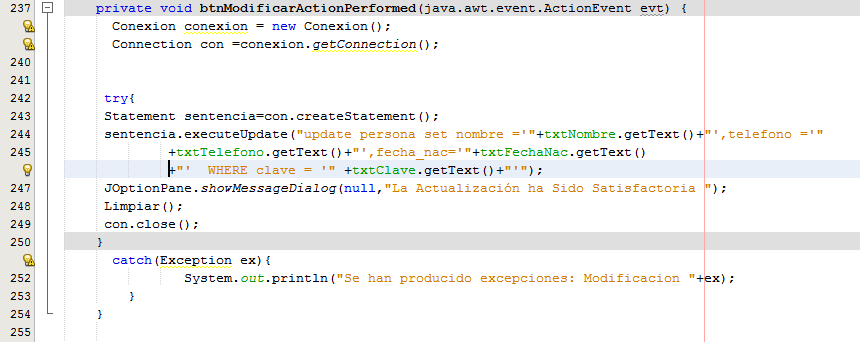 237 private void btnModificarActionPerformed(java.awt.event.ActionEvent evt) {
Conexion conexion = new Conexion();
Connection con =conexion.getConnection();
240
241
242 try{
243 Statement sentencia=con.createStatement();
244 sentencia.executeUpdate("update persona set nombre ='"+txtNombre.getText()+"',telefono ='"
245 +txtTelefono.getText()+"',fecha_nac='"+txtFechaNac.getText()
+"'  WHERE clave = '" +txtClave.getText()+"'");
247 JOptionPane.showMessageDialog(null,"La Actualización ha Sido Satisfactoria ");
248 Limpiar();
249 con.close();
250 }
catch(Exception ex){
252 System.out.println("Se han producido excepciones: Modificacion "+ex);
253 }
254 }
255